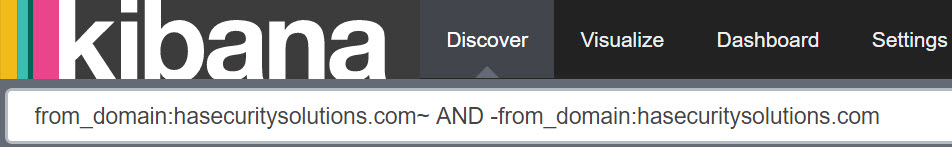 kibana Discover Visualize Dashboard Settings
from_domain:hasecuritysolutions.com~ AND -from_domain:hasecuritysolutions.com